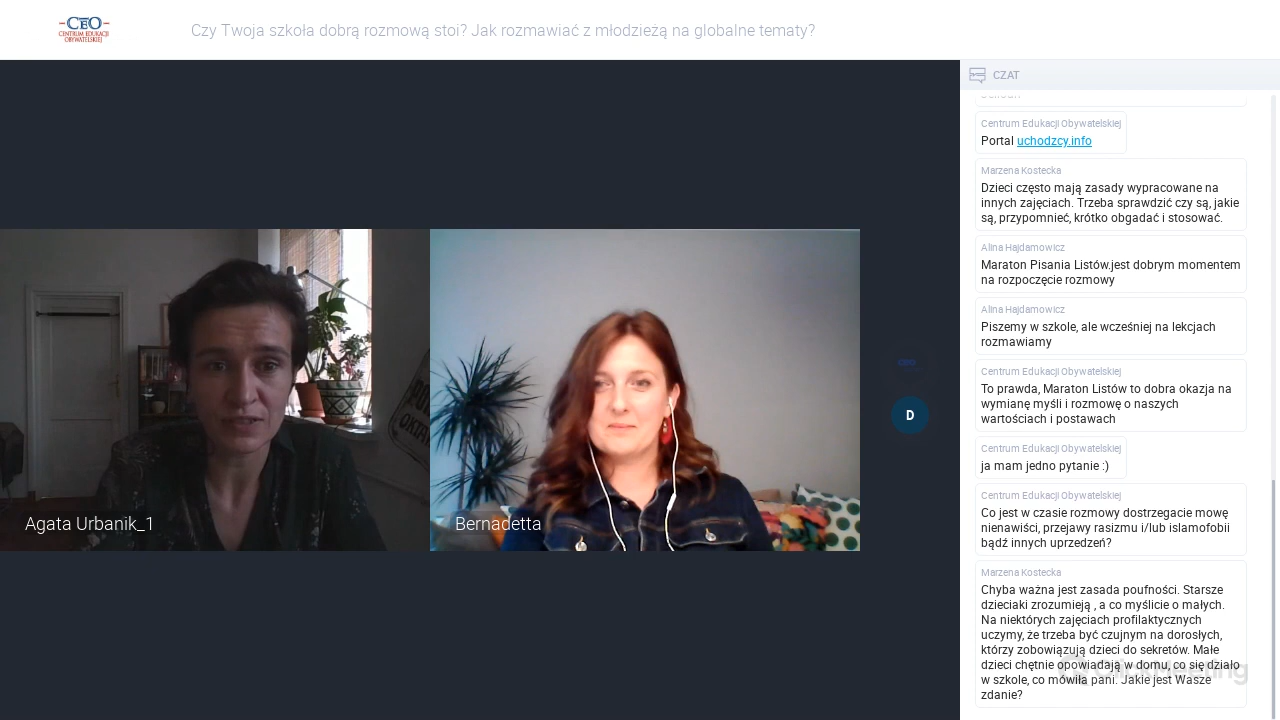 CEO
CENTRUM EDUKACJI
OBYWATELSKIEJ
Czy Twoja szkoła dobrą rozmową stoi? Jak rozmawiać z młodzieżą na globalne tematy?
CZAT
Centrum Edukacji Obywatelskiej
Portal uchodzcy.info
Marzena Kostecka
Dzieci często mają zasady wypracowane na
innych zajęciach. Trzeba sprawdzić czy są, jakie
są, przypomnieć, krótko obgadać i stosować.
Alina Hajdamowicz
Maraton Pisania Listów.jest dobrym momentem
na rozpoczęcie rozmowy
Alina Hajdamowicz
Piszemy w szkole, ale wcześniej na lekcjach
rozmawiamy
Centrum Edukacji Obywatelskiej
To prawda, Maraton Listów to dobra okazja na
wymianę myśli i rozmowę o naszych
wartościach i postawach
Centrum Edukacji Obywatelskiej
ja mam jedno pytanie :)
Centrum Edukacji Obywatelskiej
Co jest w czasie rozmowy dostrzegacie mowę
nienawiści, przejawy rasizmu i/lub islamofobii
bądź innych uprzedzeń?
Marzena Kostecka
Chyba ważna jest zasada poufności. Starsze
dzieciaki zrozumieją , a co myślicie o małych.
Na niektórych zajęciach profilaktycznych
uczymy, że trzeba być czujnym na dorosłych,
którzy zobowiązują dzieci do sekretów. Małe
dzieci chętnie opowiadają w domu, co się działo
w szkole, co mówiła pani. Jakie jest Wasze
zdanie?
Agata Urbanik_1
Bernadetta
CEO
D
ClickMeeting